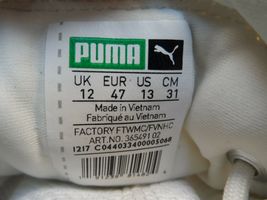 PUMA
UK EUR US CM
12 47 13 31
Made in Vietnam
Fabriqué au Vietnam
FACTORY FTWMC/FVNHC
ART.NO. 365491 02
1217 C04403340000S068